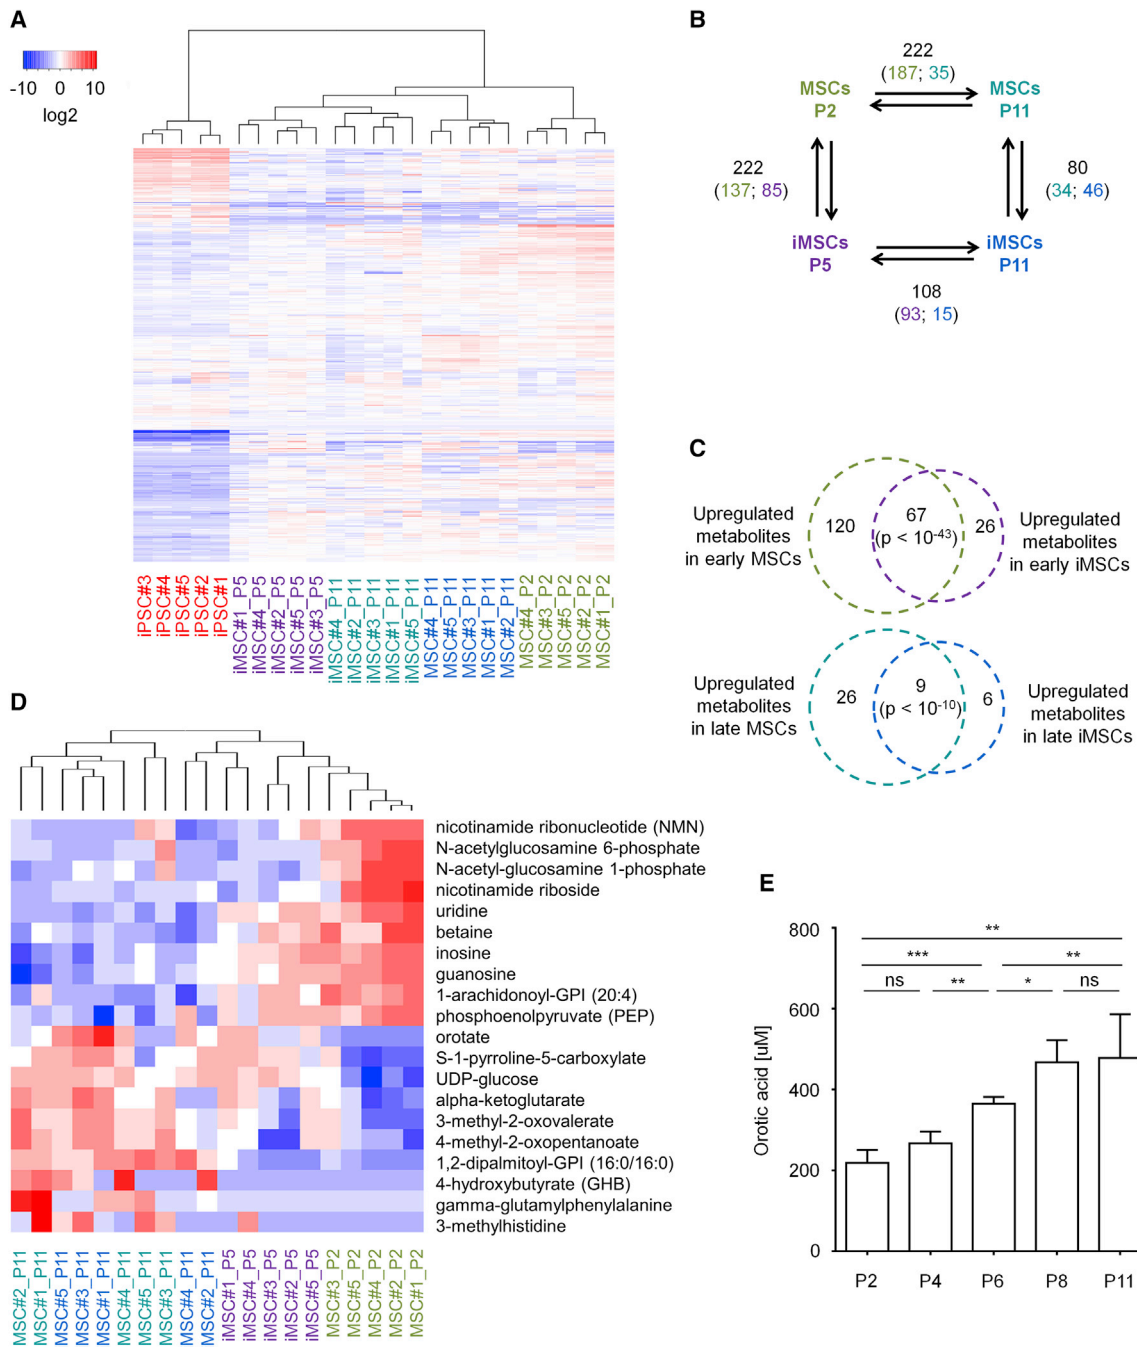 A
-10 0 10
log2
iPSC#3
iPSC#4
iPSC#5
iPSC#2
iPSC#1
iMSC#1_P5
iMSC#4_P5
iMSC#2_P5
iMSC#5_P5
iMSC#3_P5
iMSC#4_P11
iMSC#2_P11
iMSC#3_P11
iMSC#1_P11
iMSC#5_P11
MSC#4_P11
MSC#5_P11
MSC#3_P11
MSC#1_P11
MSC#2_P11
MSC#4_P2
MSC#3_P2
MSC#5_P2
MSC#2_P2
MSC#1_P2
B
222
(187; 35)
MSCs
P2
MSCs
P11
222
(137; 85)
80
(34; 46)
iMSCs
P5
iMSCs
P11
108
(93; 15)
C
Upregulated
metabolites
in early MSCs
120
67
(p < 10-43)
26
Upregulated
metabolites
in early iMSCs
Upregulated
metabolites
in late MSCs
26
9
(p < 10-10)
6
Upregulated
metabolites
in late iMSCs
D
nicotinamide ribonucleotide (NMN)
N-acetylglucosamine 6-phosphate
N-acetyl-glucosamine 1-phosphate
nicotinamide riboside
uridine
betaine
inosine
guanosine
1-arachidonoyl-GPI (20:4)
phosphoenolpyruvate (PEP)
orotate
S-1-pyrroline-5-carboxylate
UDP-glucose
alpha-ketoglutarate
3-methyl-2-oxovalerate
4-methyl-2-oxopentanoate
1,2-dipalmitoyl-GPI (16:0/16:0)
4-hydroxybutyrate (GHB)
gamma-glutamylphenylalanine
3-methylhistidine
MSC#2_P11
MSC#1_P11
MSC#5_P11
MSC#3_P11
MSC#1_P11
MSC#4_P11
MSC#5_P11
MSC#3_P11
MSC#4_P11
MSC#2_P11
iMSC#1_P5
iMSC#4_P5
iMSC#3_P5
iMSC#2_P5
iMSC#5_P5
MSC#3_P2
MSC#5_P2
MSC#4_P2
MSC#2_P2
MSC#1_P2
E
Orotic acid [uM]
800
600
400
200
0
**
*** **
ns ** * ns
P2 P4 P6 P8 P11